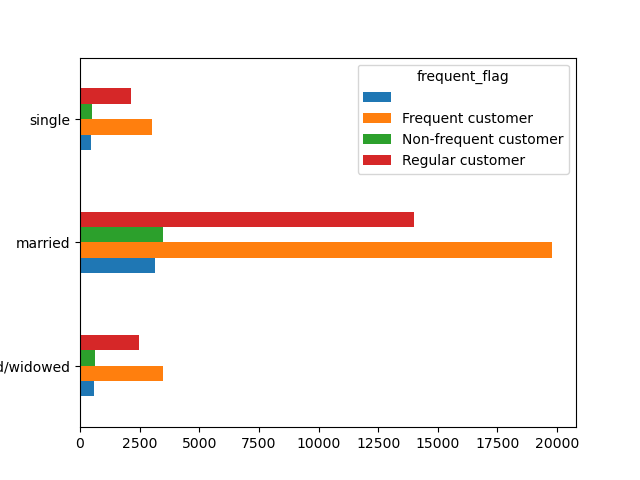 frequent_flag
Frequent customer
Non-frequent customer
Regular customer
single
married
d/widowed
0 2500 5000 7500 10000 12500 15000 17500 20000